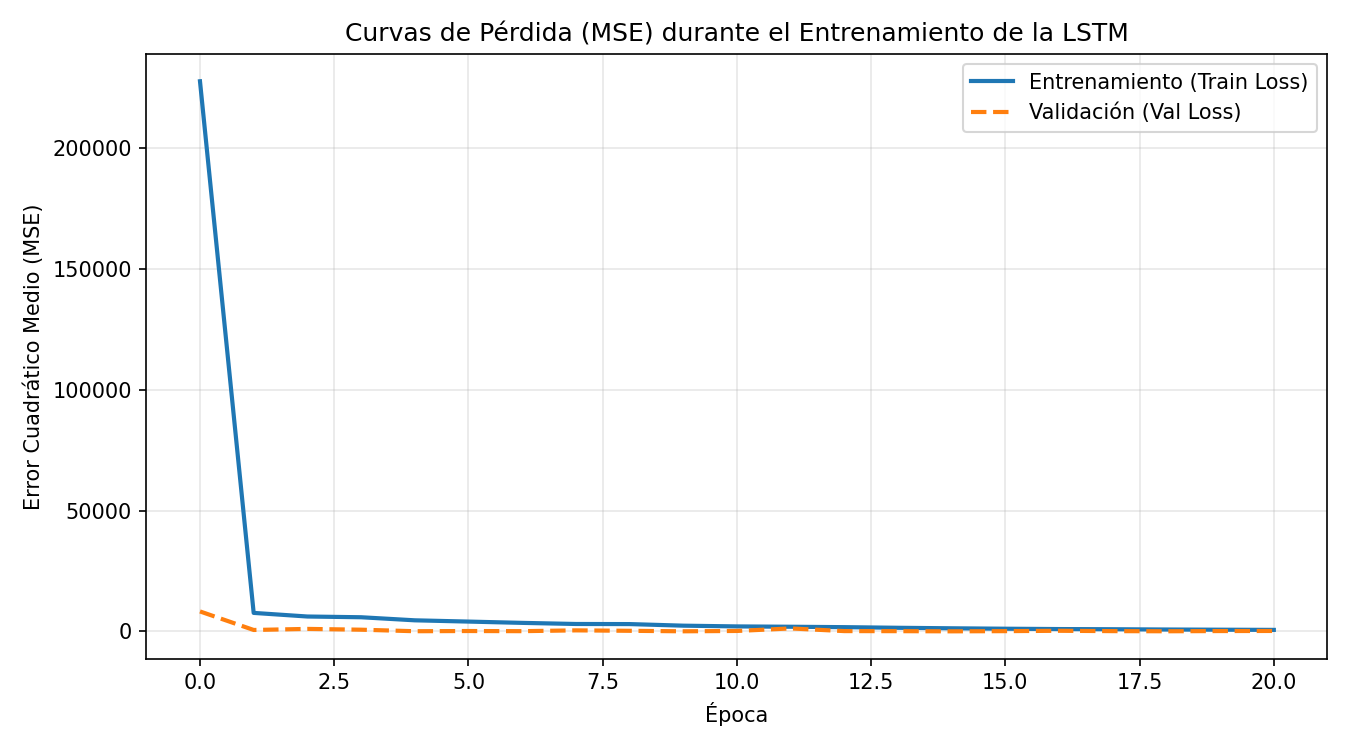 Curvas de Pérdida (MSE) durante el Entrenamiento de la LSTM
Entrenamiento (Train Loss)
Validación (Val Loss)
Error Cuadrático Medio (MSE)
200000
150000
100000
50000
0
0.0 2.5 5.0 7.5 10.0 12.5 15.0 17.5 20.0
Época